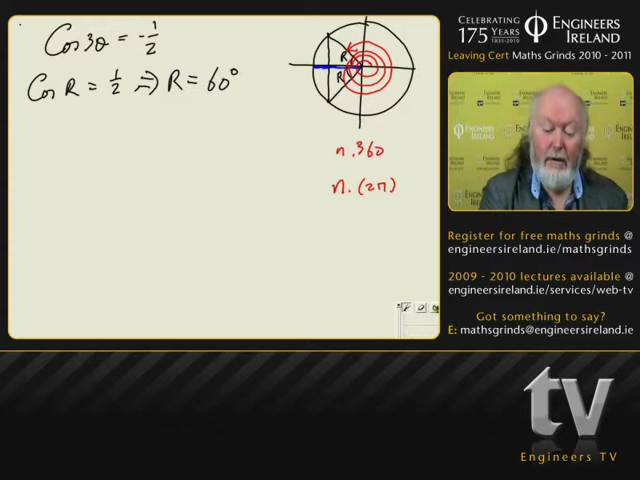 Cos3θ = -1/2
Cos R = 1/2 => R = 60°
R
R
n.360
n.(2π)
CELEBRATING
175 YEARS
1835-2010
ENGINEERS
IRELAND
Leaving Cert Maths Grinds 2010 - 2011
Register for free maths grinds @
engineersireland.ie/mathsgrinds
2009 - 2010 lectures available @
engineersireland.ie/services/web-tv
Got something to say?
E: mathsgrinds@engineersireland.ie
tv
Engineers TV